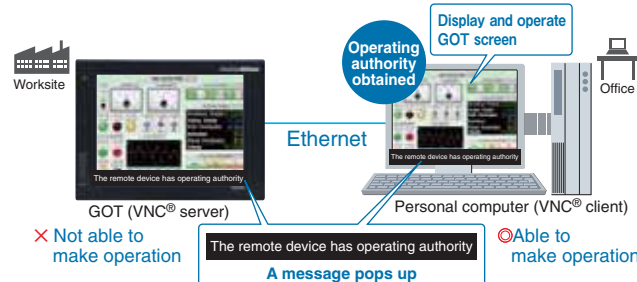 Display and operate
GOT screen
Operating
authority
obtained
Worksite
Office
Ethernet
The remote device has operating authority
The remote device has operating authority
GOT (VNC® server)
Personal computer (VNC® client)
× Not able to
make operation
The remote device has operating authority
A message pops up
◎Able to
make operation